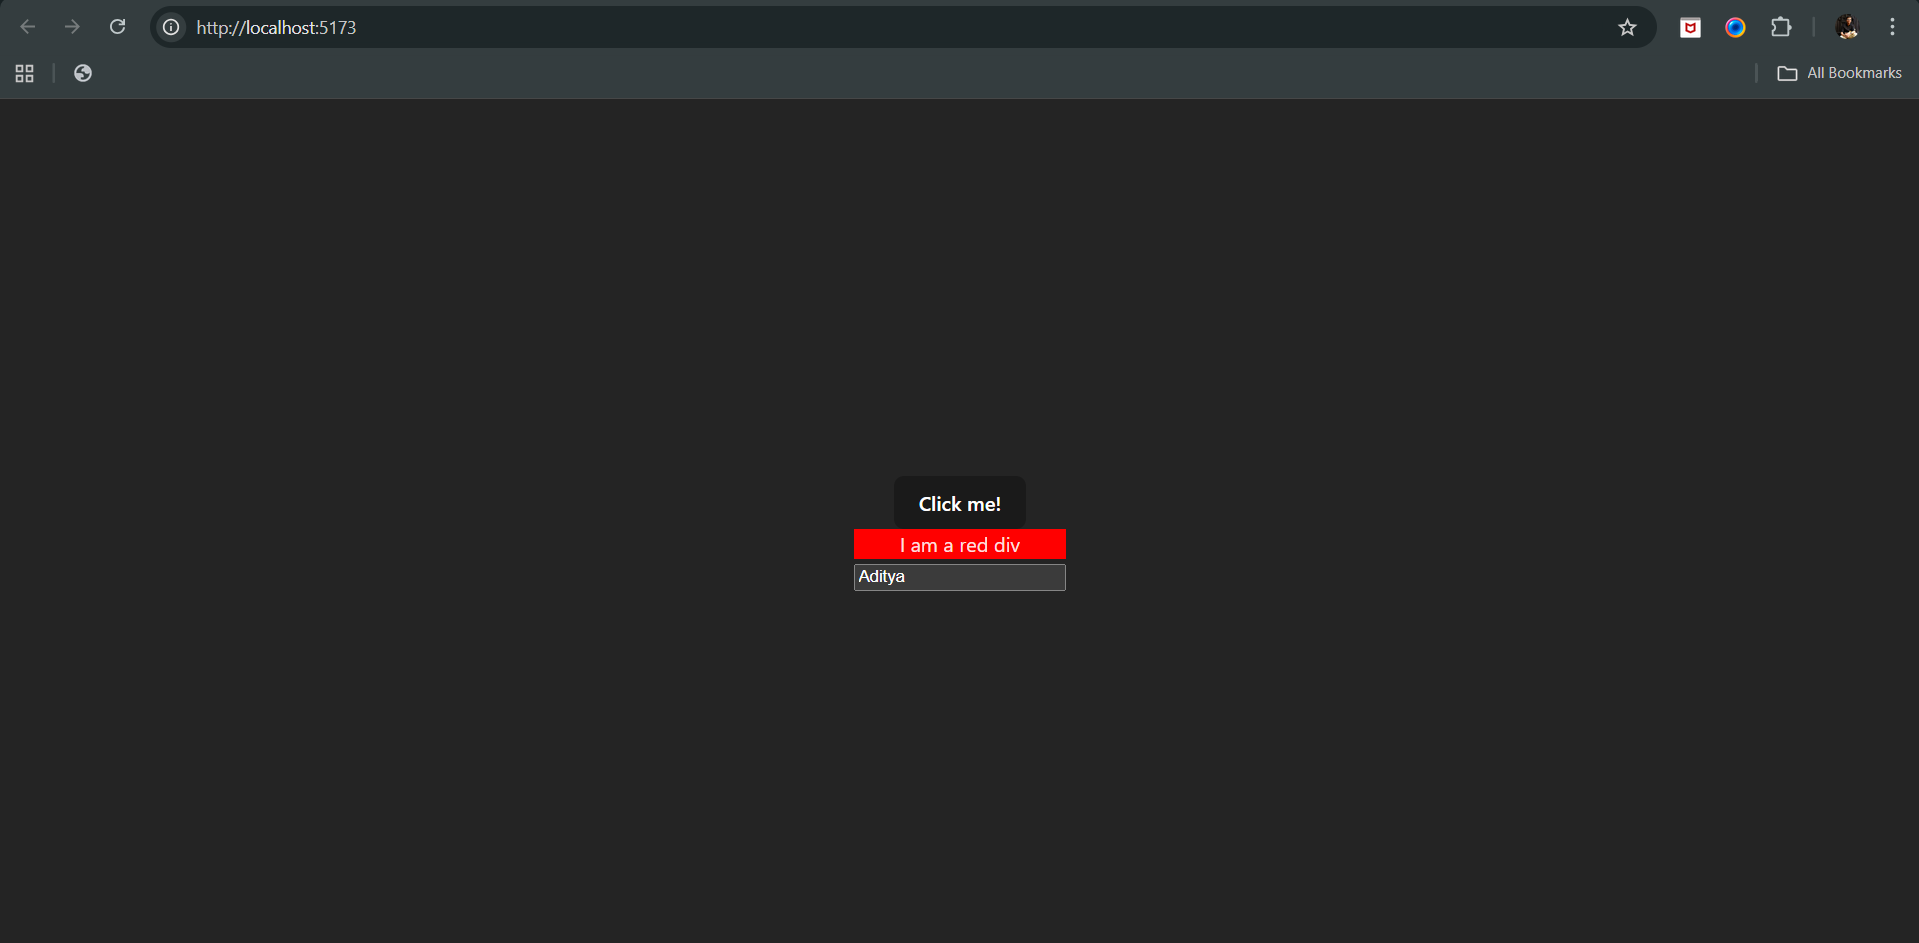 http://localhost:5173
All Bookmarks
Click me!
I am a red div
Aditya